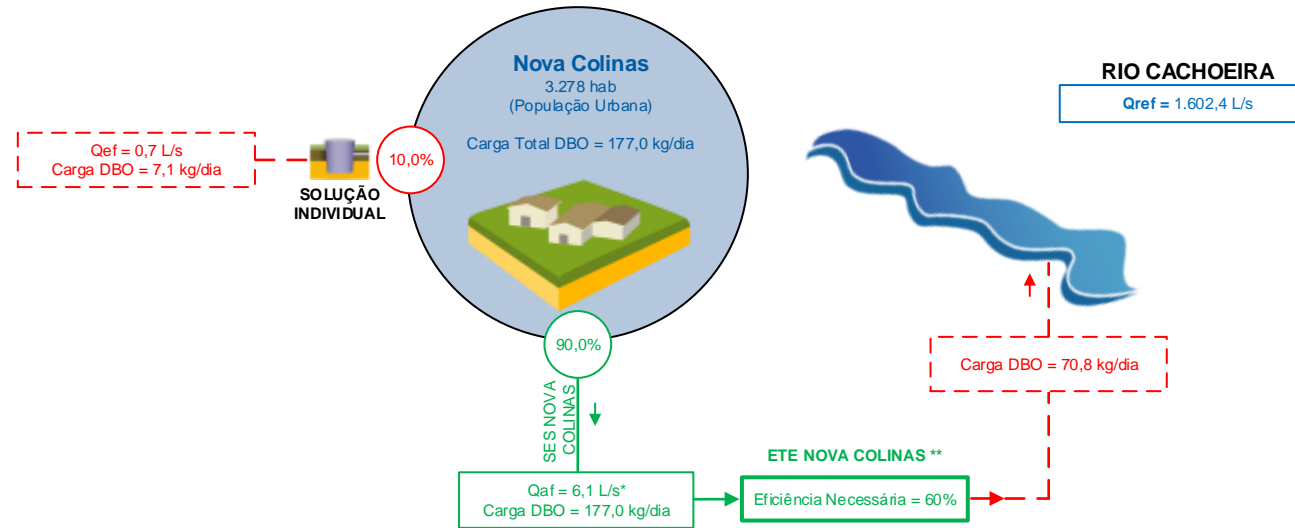 Nova Colinas
3.278 hab
(População Urbana)
Carga Total DBO = 177,0 kg/dia
RIO CACHOEIRA
Qref = 1.602,4 L/s
Qef = 0,7 L/s
Carga DBO = 7,1 kg/dia
10,0%
SOLUÇÃO
INDIVIDUAL
90,0%
Carga DBO = 70,8 kg/dia
SES NOVA
COLINAS
ETE NOVA COLINAS **
Qaf = 6,1 L/s*
Carga DBO = 177,0 kg/dia
Eficiência Necessária = 60%